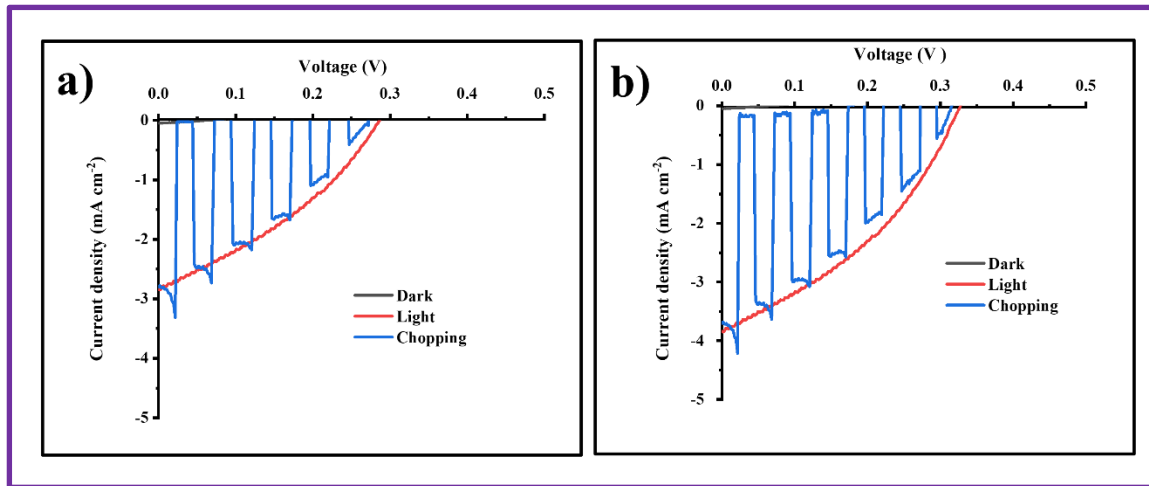 a)
Voltage (V)
0.0 0.1 0.2 0.3 0.4 0.5
0
-1
-2
-3
-4
-5
Current density (mA cm-2)
Dark
Light
Chopping
b)
Voltage (V )
0.0 0.1 0.2 0.3 0.4 0.5
0
-1
-2
-3
-4
-5
Current density (mA cm-2)
Dark
Light
Chopping